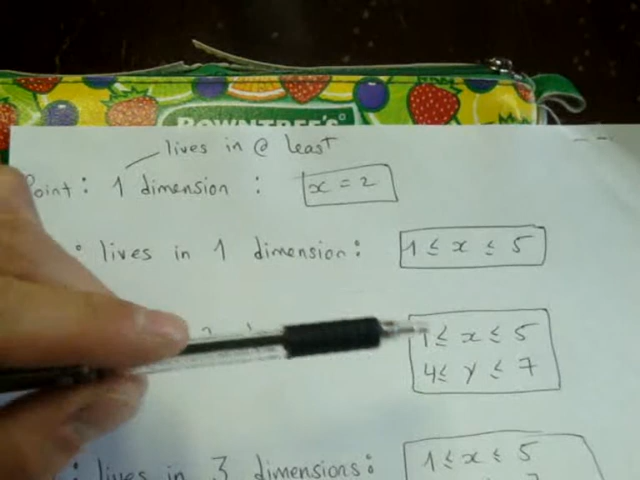 ROWNTREE'S
lives in @ least
Point: 1 dimension : x = 2
: lives in 1 dimension: 1 ≤ x ≤ 5
1 ≤ x ≤ 5
4 ≤ y ≤ 7
: lives in 3 dimensions: 1 ≤ x ≤ 5